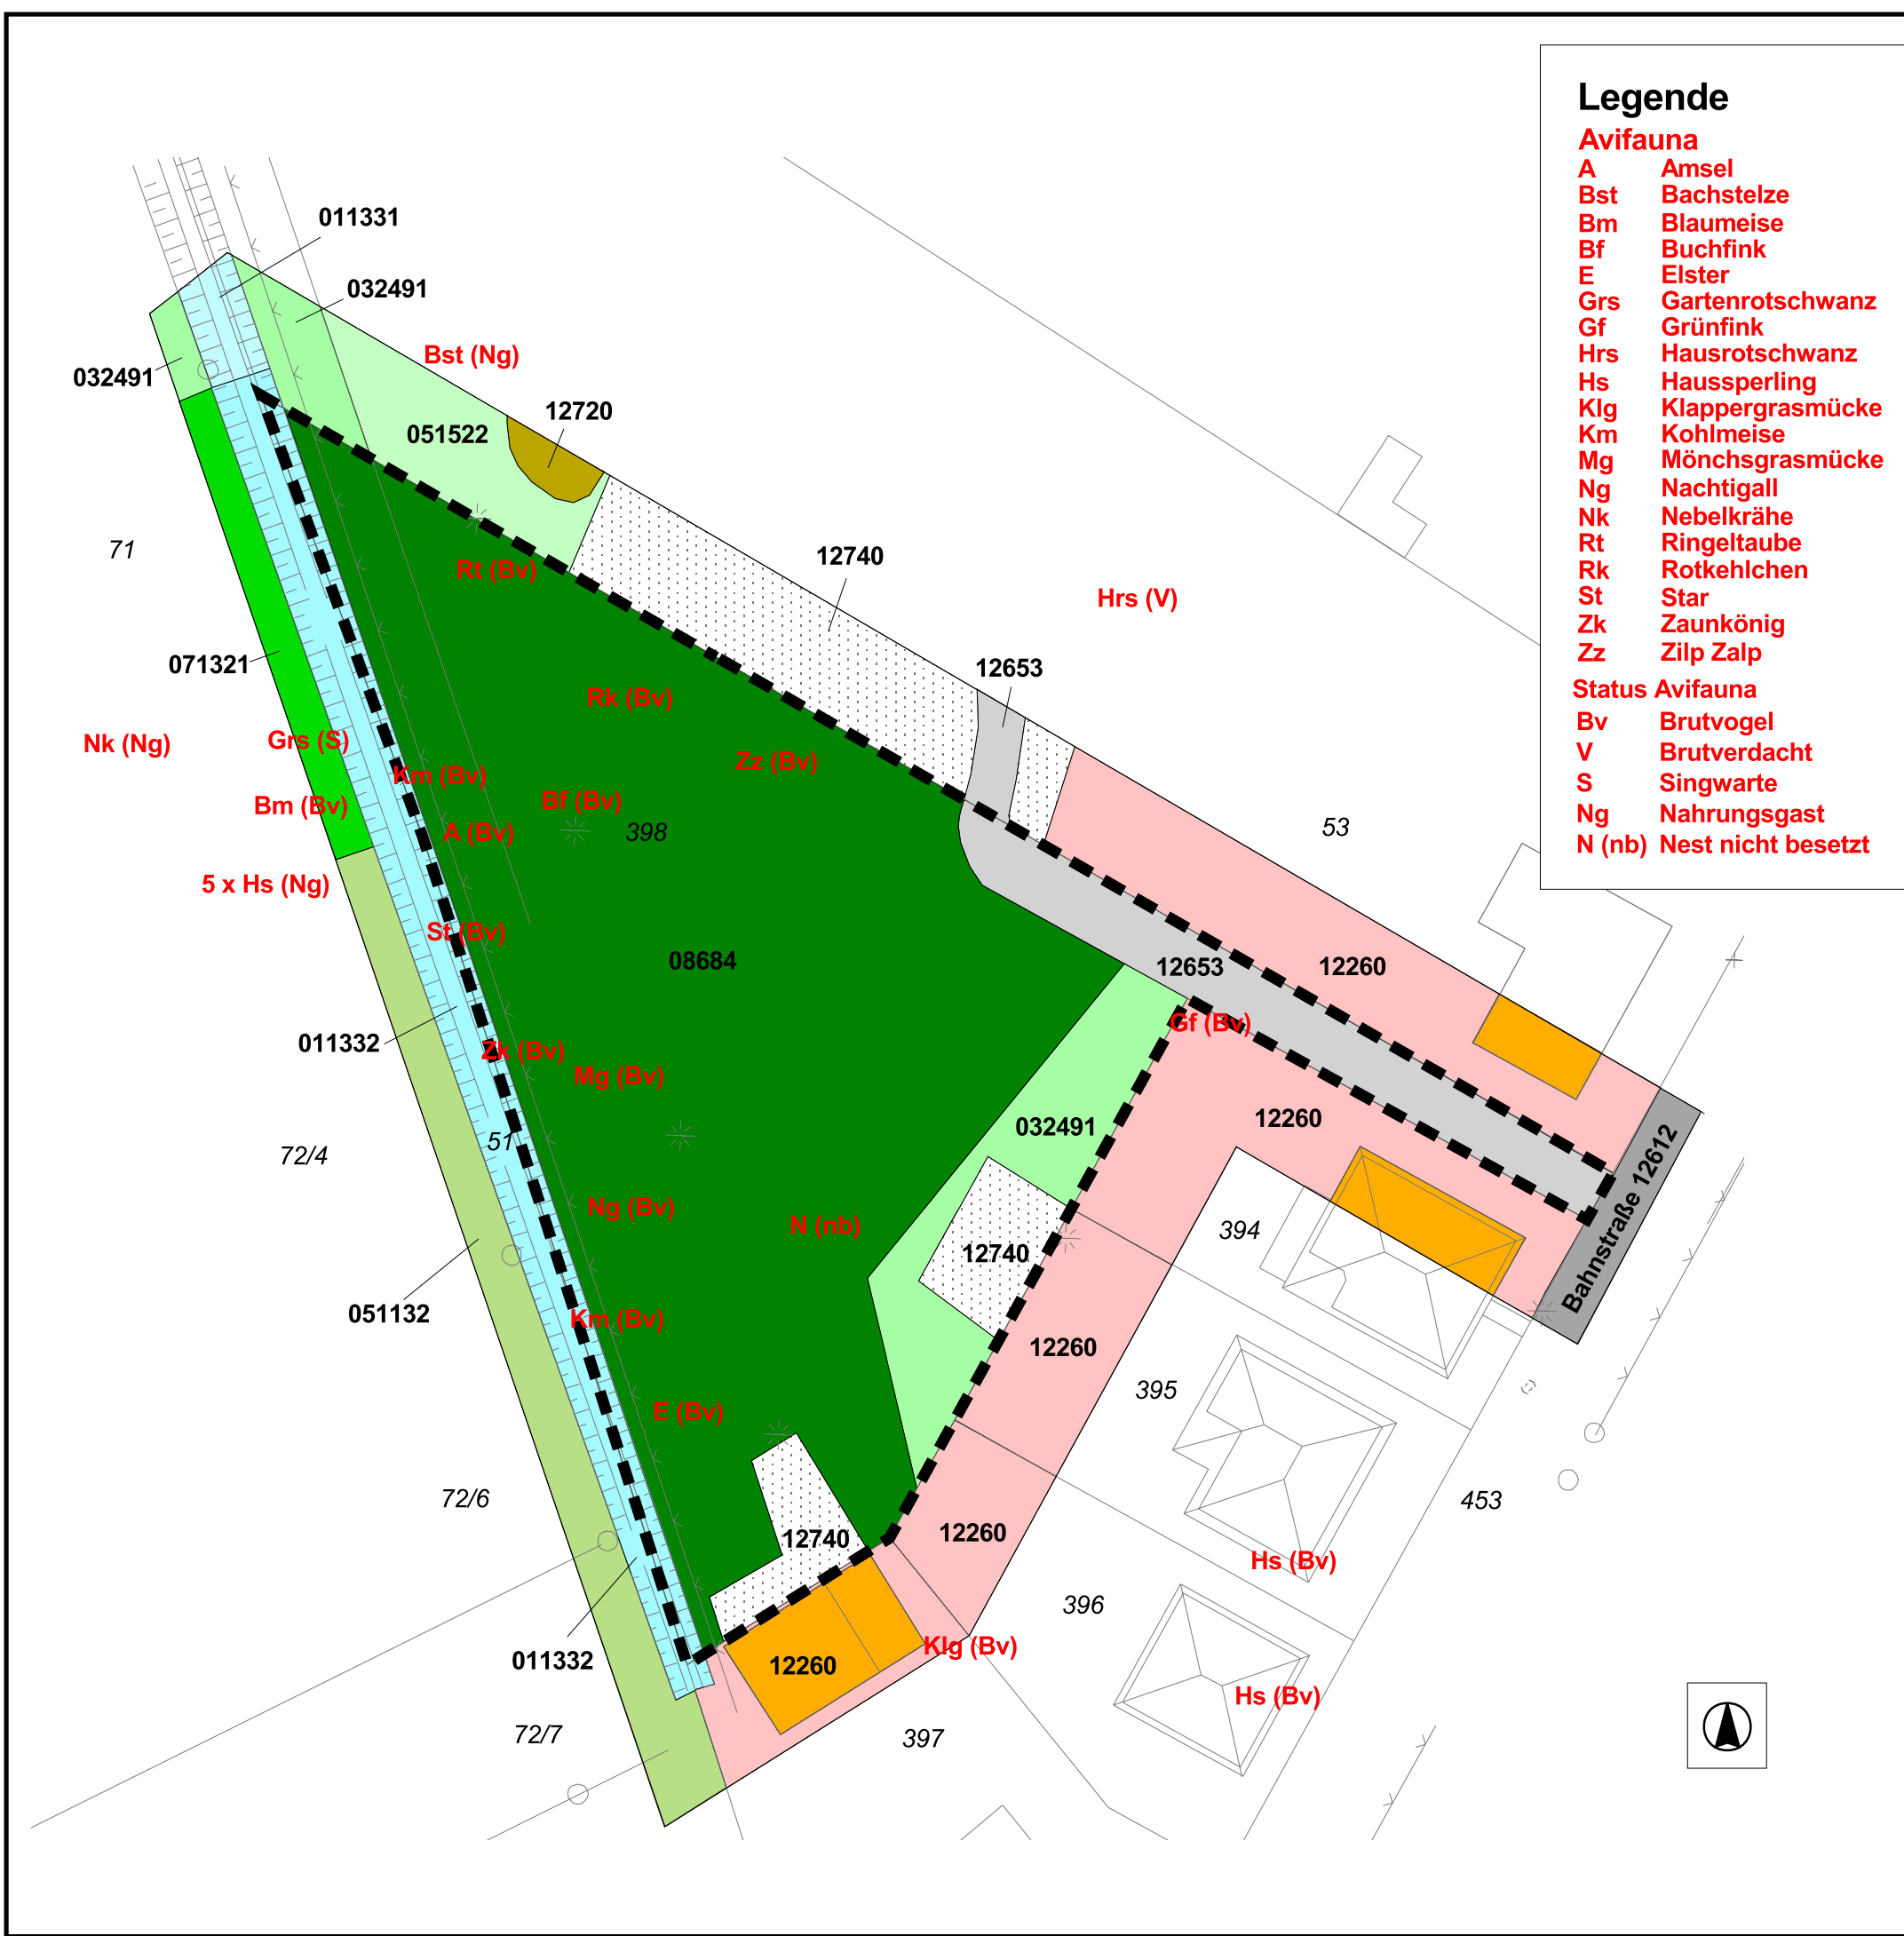 Legende
Avifauna
A Amsel
Bst Bachstelze
Bm Blaumeise
Bf Buchfink
E Elster
Grs Gartenrotschwanz
Gf Grünfink
Hrs Hausrotschwanz
Hs Haussperling
Klg Klappergrasmücke
Km Kohlmeise
Mg Mönchsgrasmücke
Ng Nachtigall
Nk Nebelkrähe
Rt Ringeltaube
Rk Rotkehlchen
St Star
Zk Zaunkönig
Zz Zilp Zalp
Status Avifauna
Bv Brutvogel
V Brutverdacht
S Singwarte
Ng Nahrungsgast
N (nb) Nest nicht besetzt
011331
032491
Bst (Ng)
032491
12720
051522
71
12740
Rt (Bv)
Hrs (V)
071321
12653
Rk (Bv)
Nk (Ng)
Grs (S)
Zz (Bv)
Km (Bv)
Bm (Bv)
Bf (Bv)
A (Bv)
398
53
5 x Hs (Ng)
St (Bv)
08684
12653
12260
Gf (Bv)
011332
Zk (Bv)
Mg (Bv)
12260
032491
51
72/4
Bahnstraße 12612
Ng (Bv)
N (nb)
394
12740
051132
Km (Bv)
12260
395
E (Bv)
72/6
453
12260
12740
Hs (Bv)
396
011332
Klg (Bv)
12260
Hs (Bv)
72/7
397